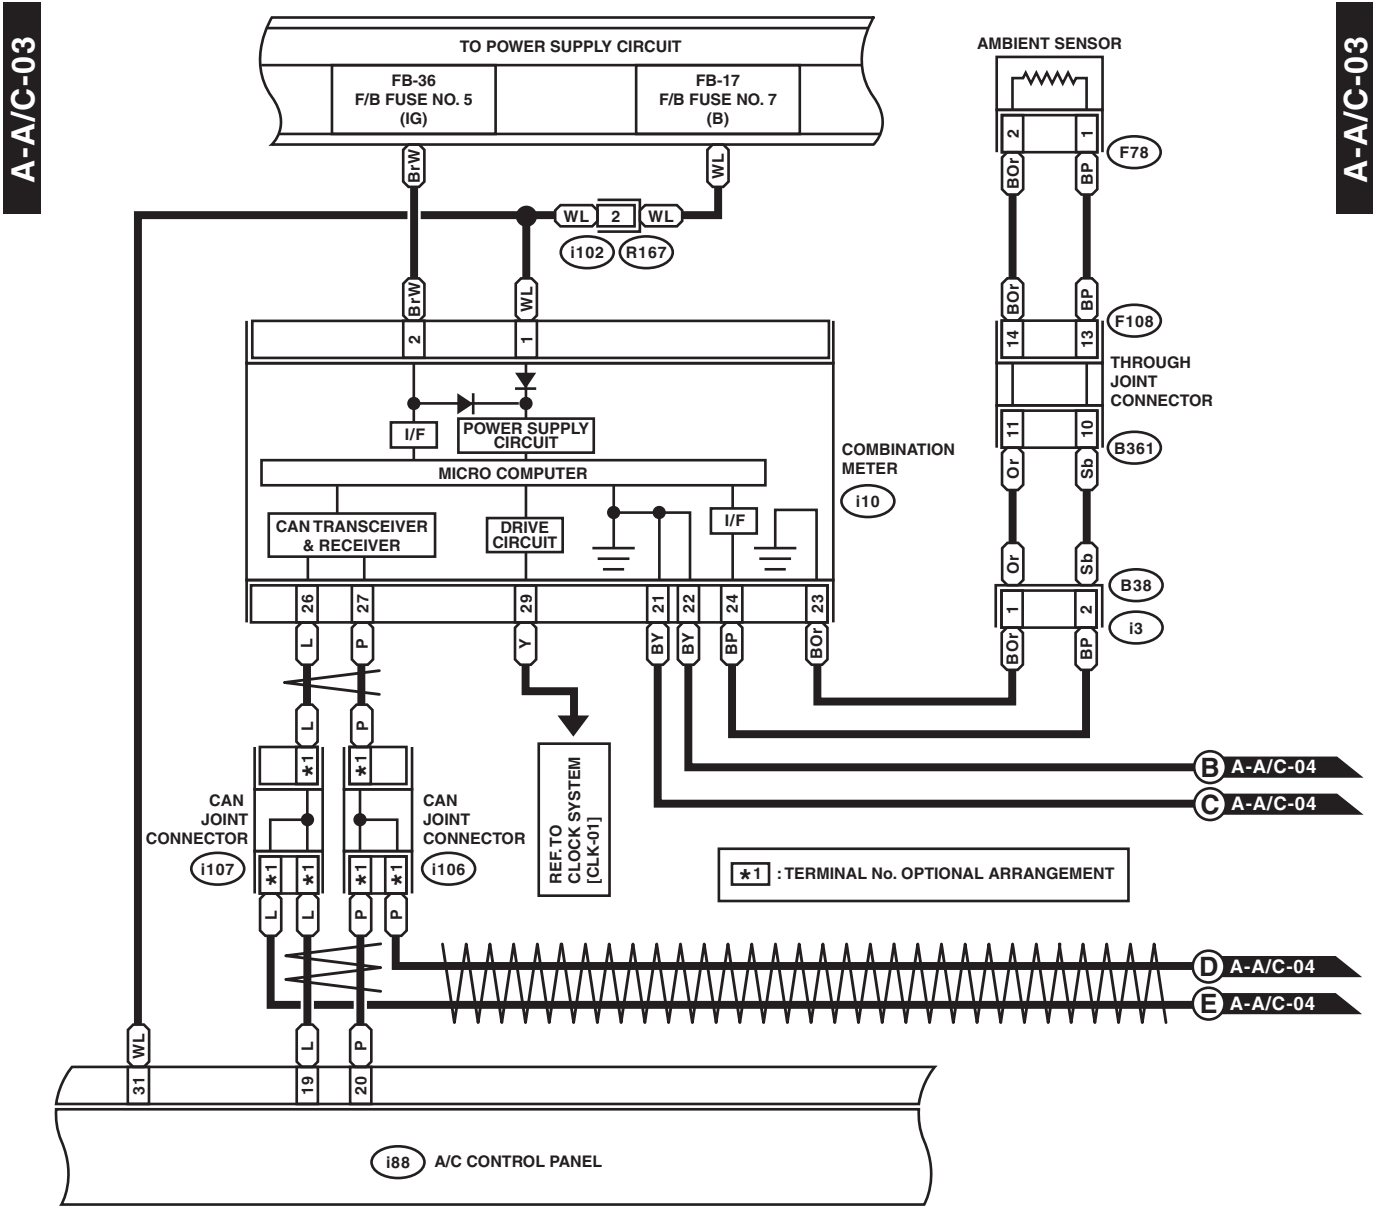 A-A/C-03
A-A/C-03
TO POWER SUPPLY CIRCUIT
FB-36
F/B FUSE NO. 5
(IG)
FB-17
F/B FUSE NO. 7
(B)
AMBIENT SENSOR
2
1
F78
BrW
WL
BOr
BP
WL
2
WL
i102
R167
BrW
WL
BOr
BP
F108
2
1
14
13
THROUGH
JOINT
CONNECTOR
I/F
POWER SUPPLY
CIRCUIT
11
10
B361
MICRO COMPUTER
COMBINATION
METER
i10
Or
Sb
CAN TRANSCEIVER
& RECEIVER
DRIVE
CIRCUIT
I/F
Or
Sb
B38
26
27
29
21
22
24
23
1
2
i3
L
P
Y
BY
BY
BP
BOr
BOr
BP
L
P
*1
*1
REF. TO
CLOCK SYSTEM
[CLK-01]
B
A-A/C-04
C
A-A/C-04
CAN
JOINT
CONNECTOR
i107
CAN
JOINT
CONNECTOR
i106
*1
*1
*1
*1
*1 : TERMINAL No. OPTIONAL ARRANGEMENT
L
L
P
P
D
A-A/C-04
E
A-A/C-04
WL
L
P
31
19
20
i88
A/C CONTROL PANEL